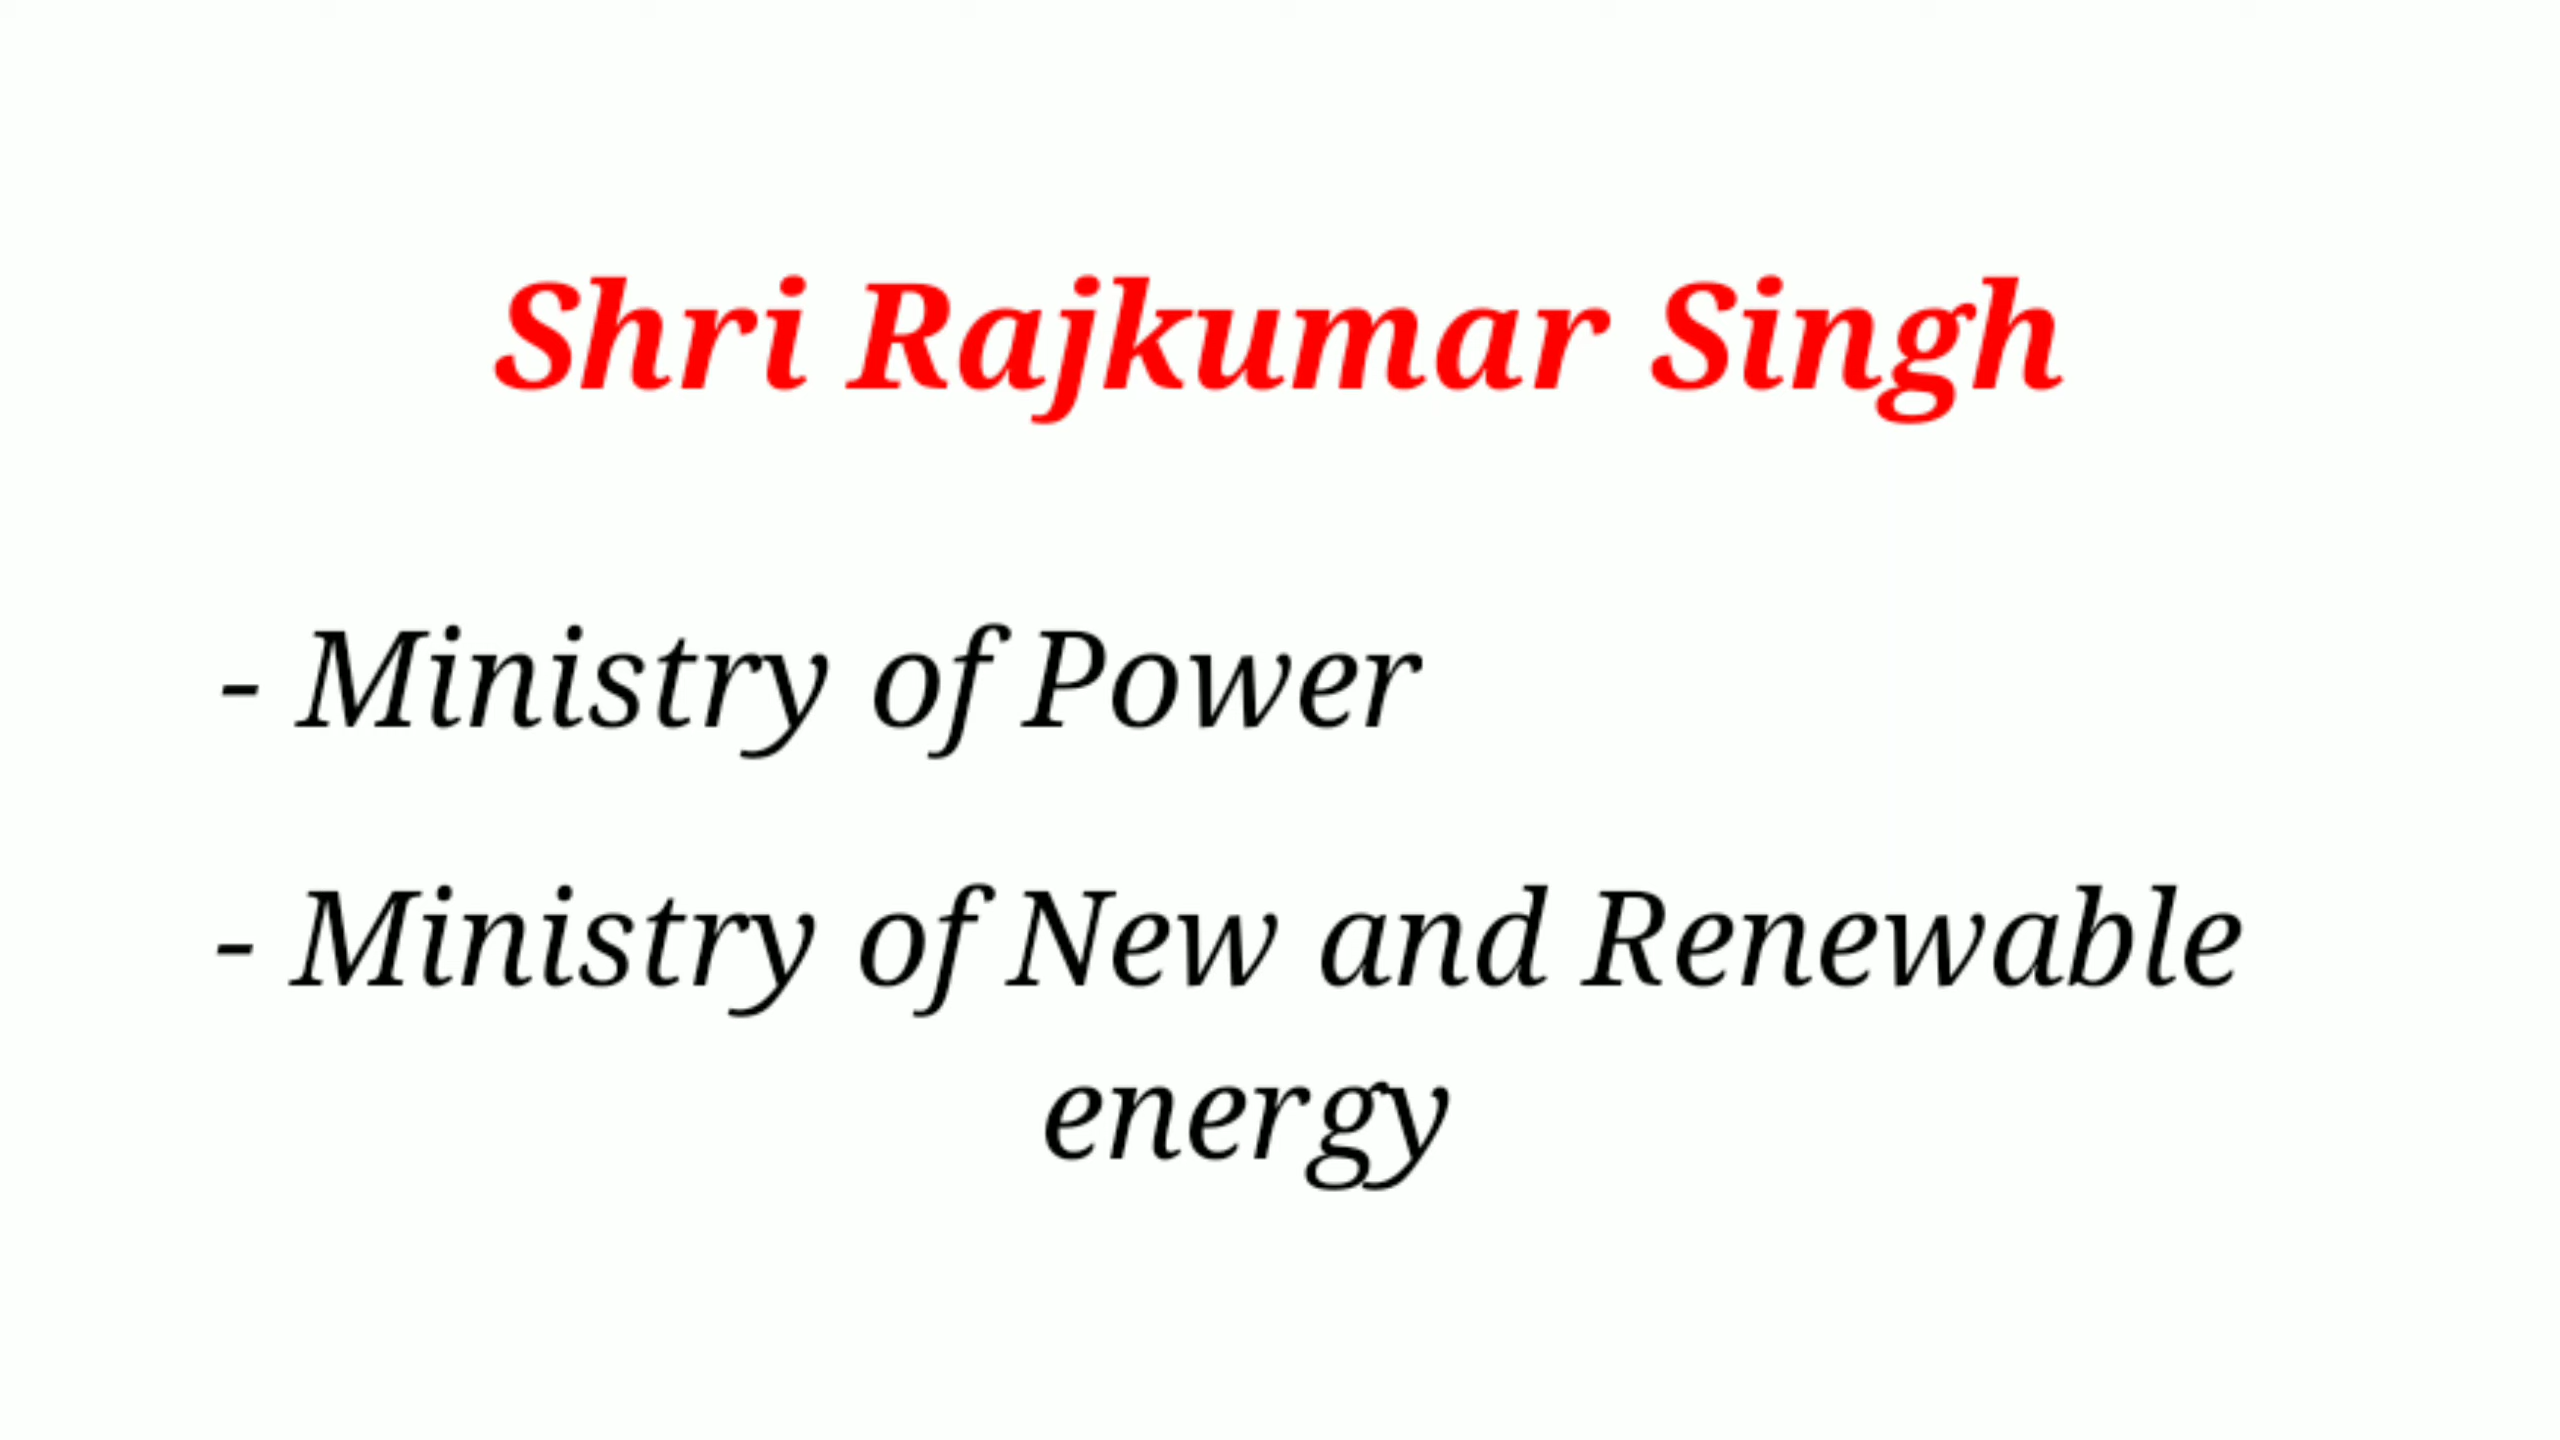 Shri Rajkumar Singh
- Ministry of Power
- Ministry of New and Renewable
energy